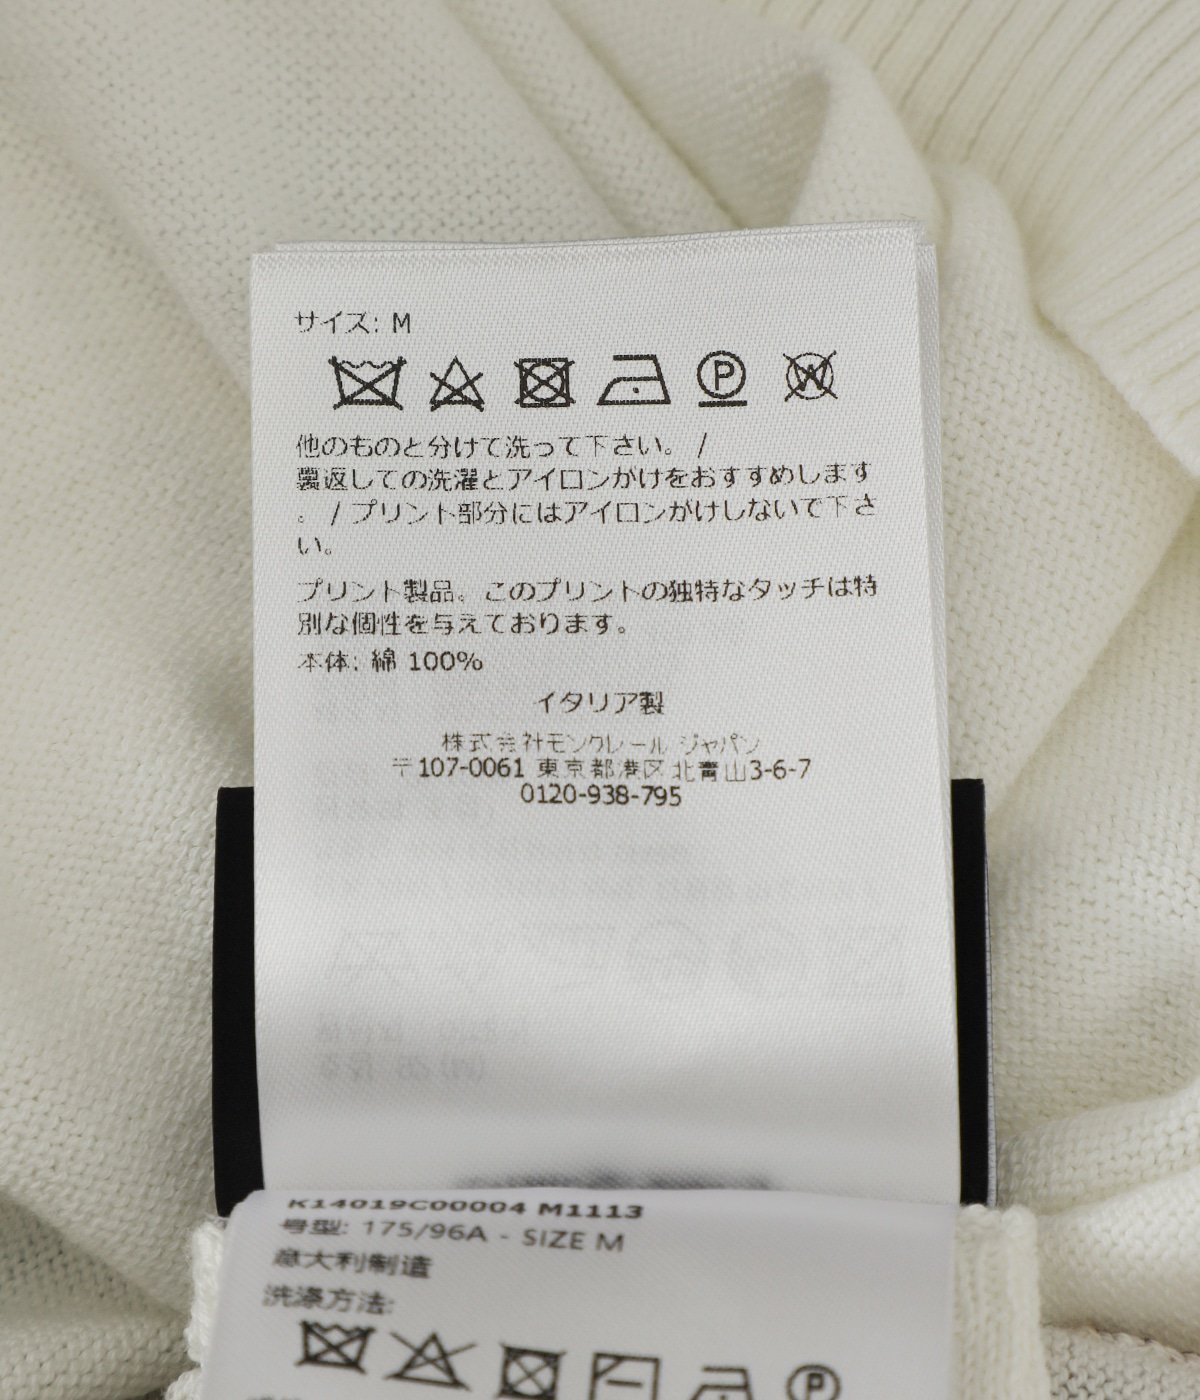 サイズ: M
P W
他のものと分けて洗って下さい。 /
裏返しての洗濯とアイロンがけをおすすめします
。 / プリント部分にはアイロンがけしないで下さ
い。
プリント製品。このプリントの独特なタッチは特
別な個性を与えております。
本体: 綿 100%
イタリア製
株式会社モンクレール ジャパン
〒107-0061 東京都港区北青山3-6-7
0120-938-795
K14019C00004 M1113
号型: 175/96A - SIZE M
意大利制造
洗涤方法:
P